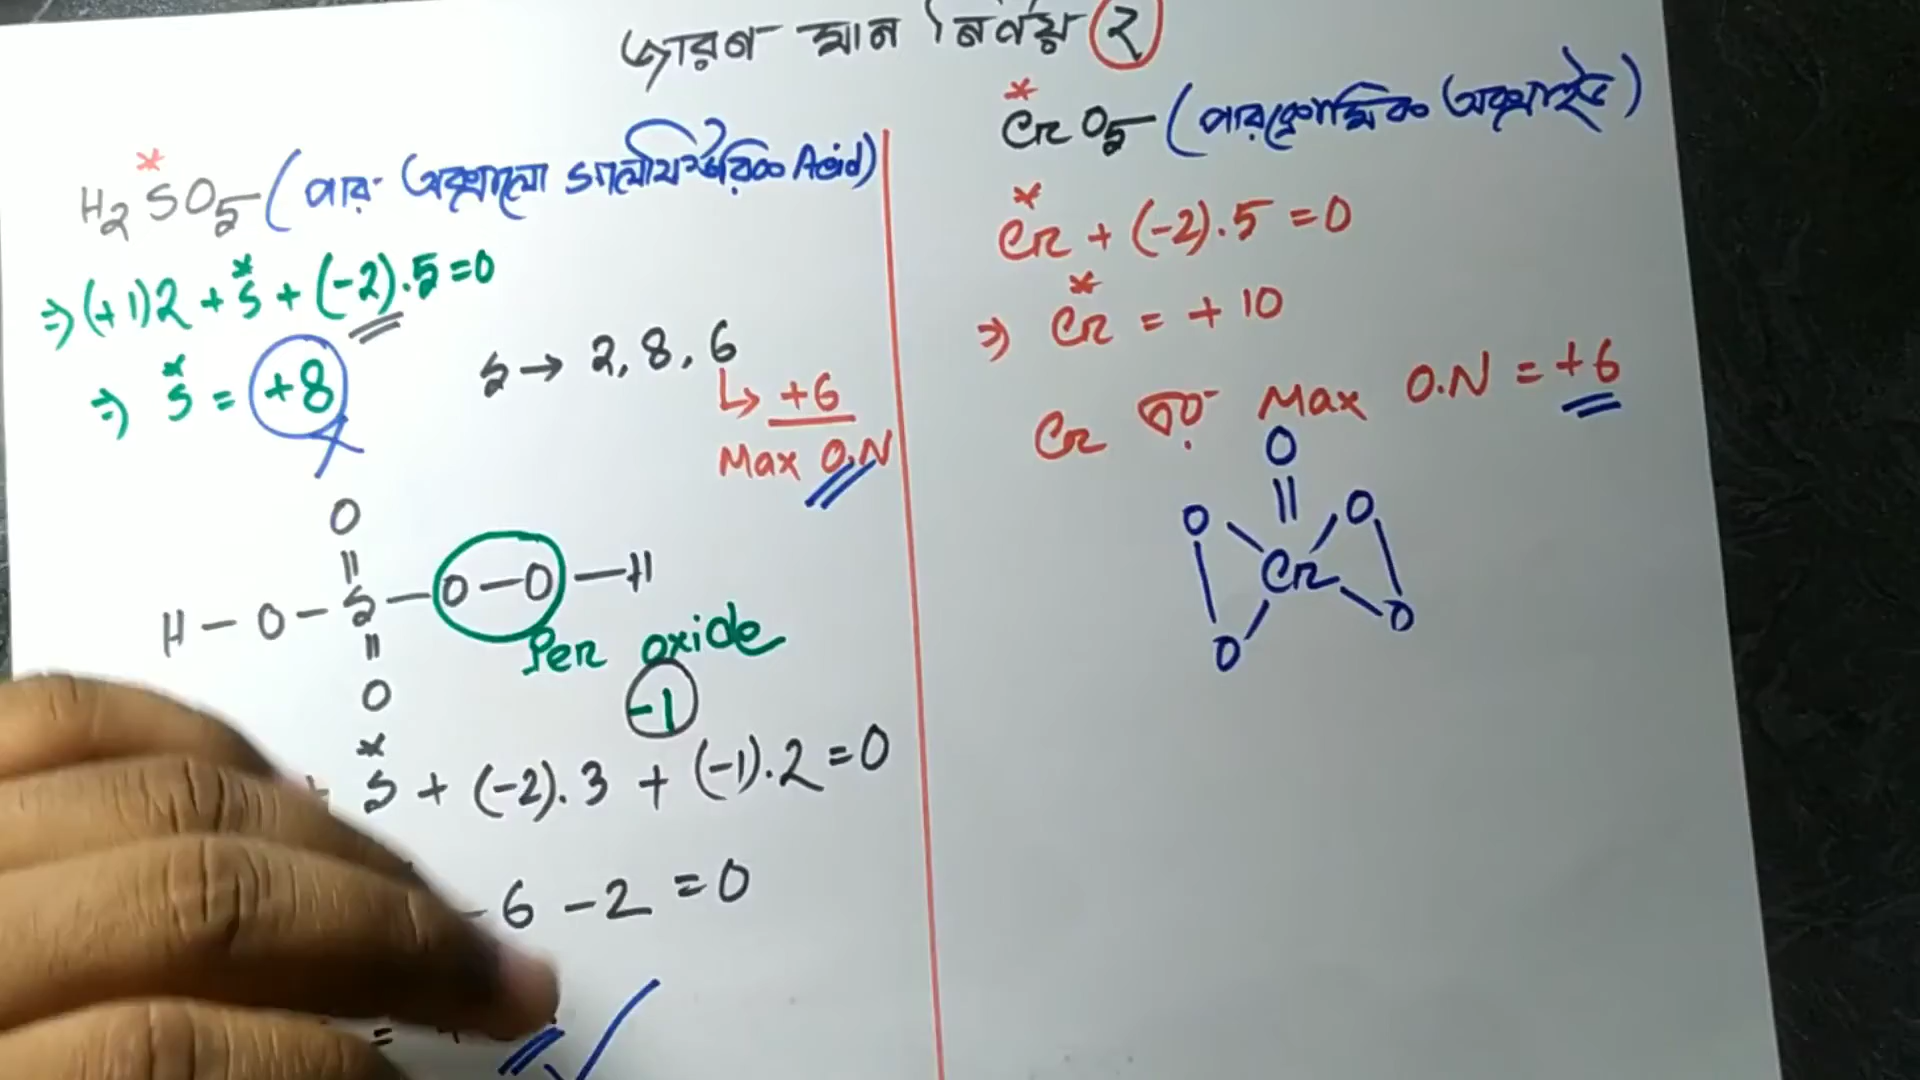 জারণ মান নির্ণয় (২)
H2SO5 (পার অক্সালো সালফিউরিক Acid)
⇒ (+1)2 + S* + (-2).5 = 0
⇒ S* = +8
S → 2, 8, 6
↳ +6
Max O.N
O
||
H – O – S – O – O – H
||
O
Per oxide
-1
S* + (-2).3 + (-1).2 = 0
- 6 - 2 = 0
=
CrO5 (পারক্রোমিক অক্সাইড)
Cr* + (-2).5 = 0
⇒ Cr* = +10
Cr এর Max O.N = +6
O
||
O O
Cr
O O